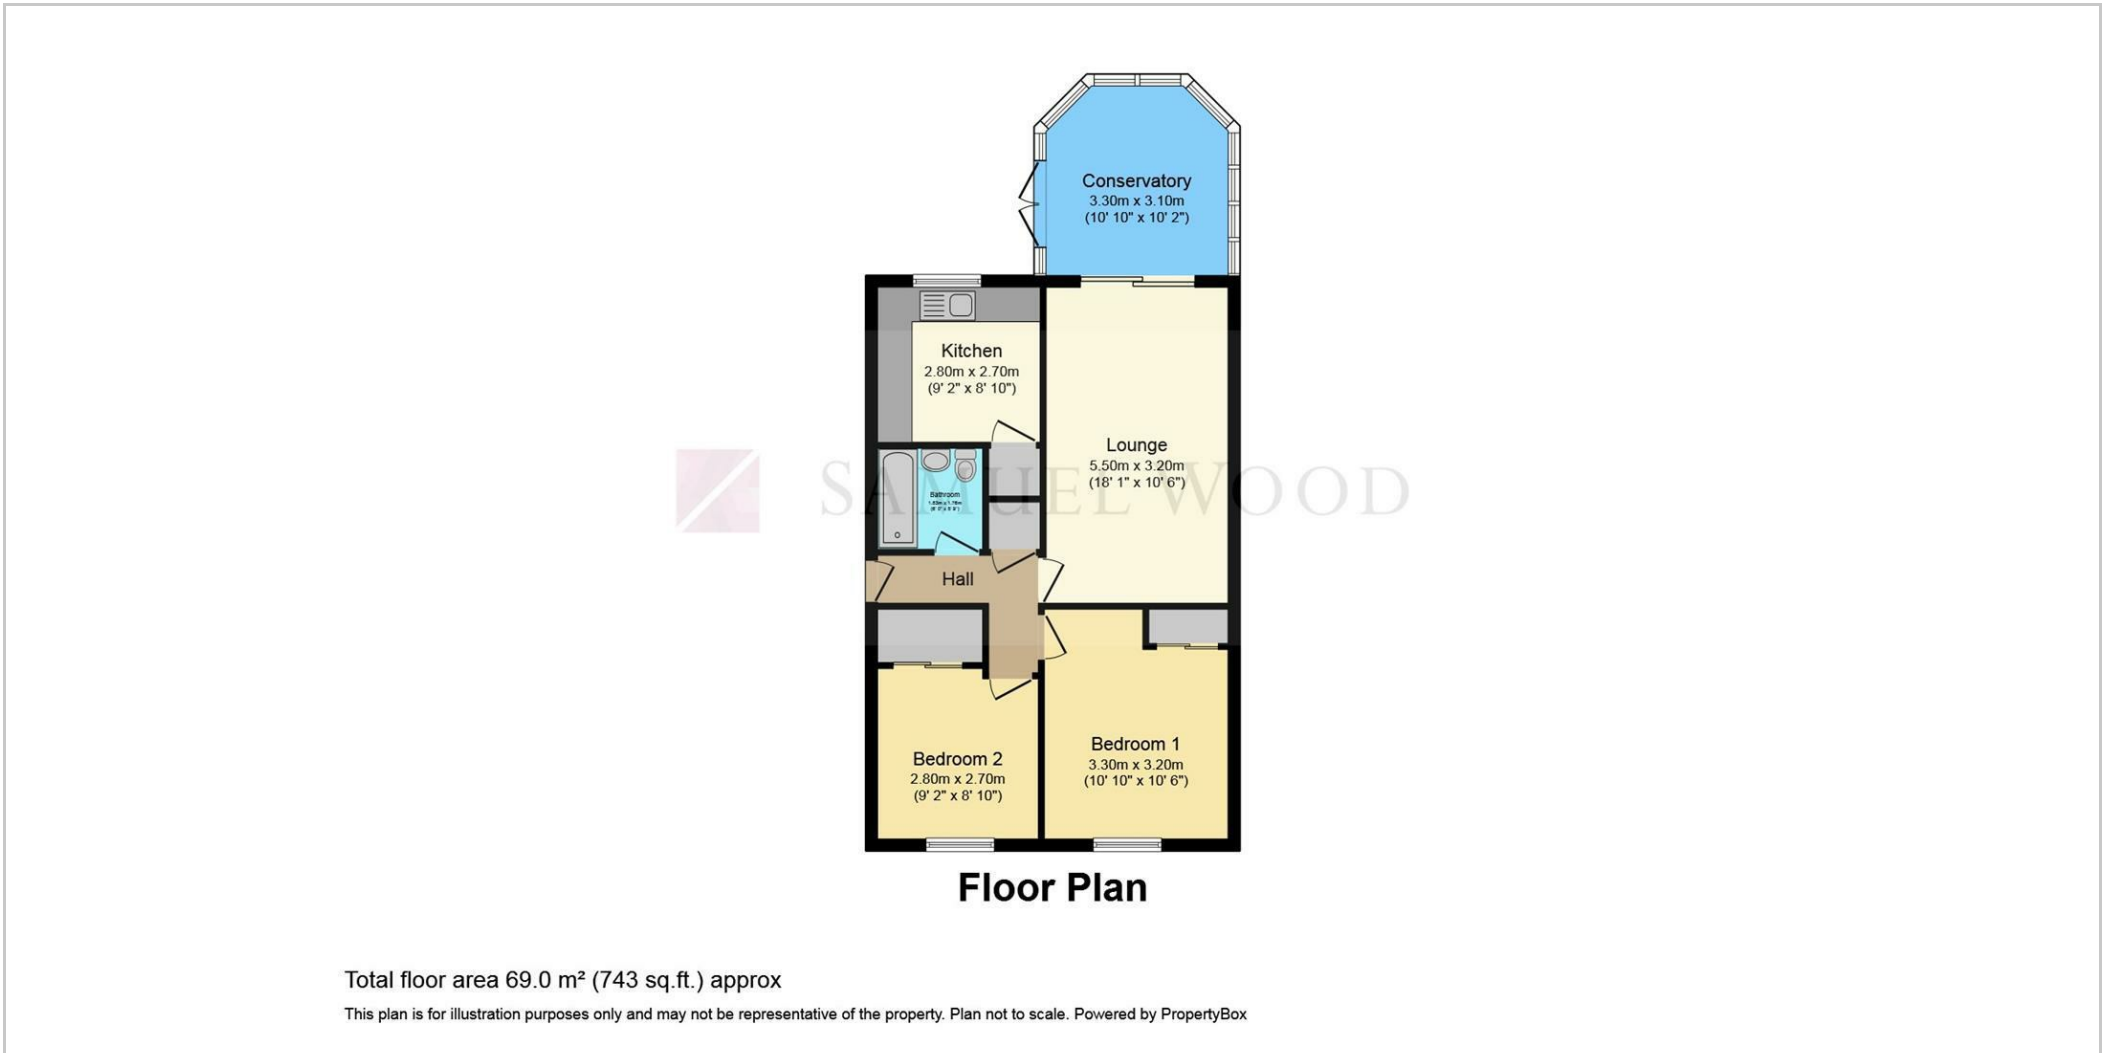 Conservatory
3.30m x 3.10m
(10' 10" x 10' 2")
Kitchen
2.80m x 2.70m
(9' 2" x 8' 10")
Lounge
5.50m x 3.20m
(18' 1" x 10' 6")
SAMUEL WOOD
Bathroom
Hall
Bedroom 1
3.30m x 3.20m
(10' 10" x 10' 6")
Bedroom 2
2.80m x 2.70m
(9' 2" x 8' 10")
Floor Plan
Total floor area 69.0 m² (743 sq.ft.) approx
This plan is for illustration purposes only and may not be representative of the property. Plan not to scale. Powered by PropertyBox